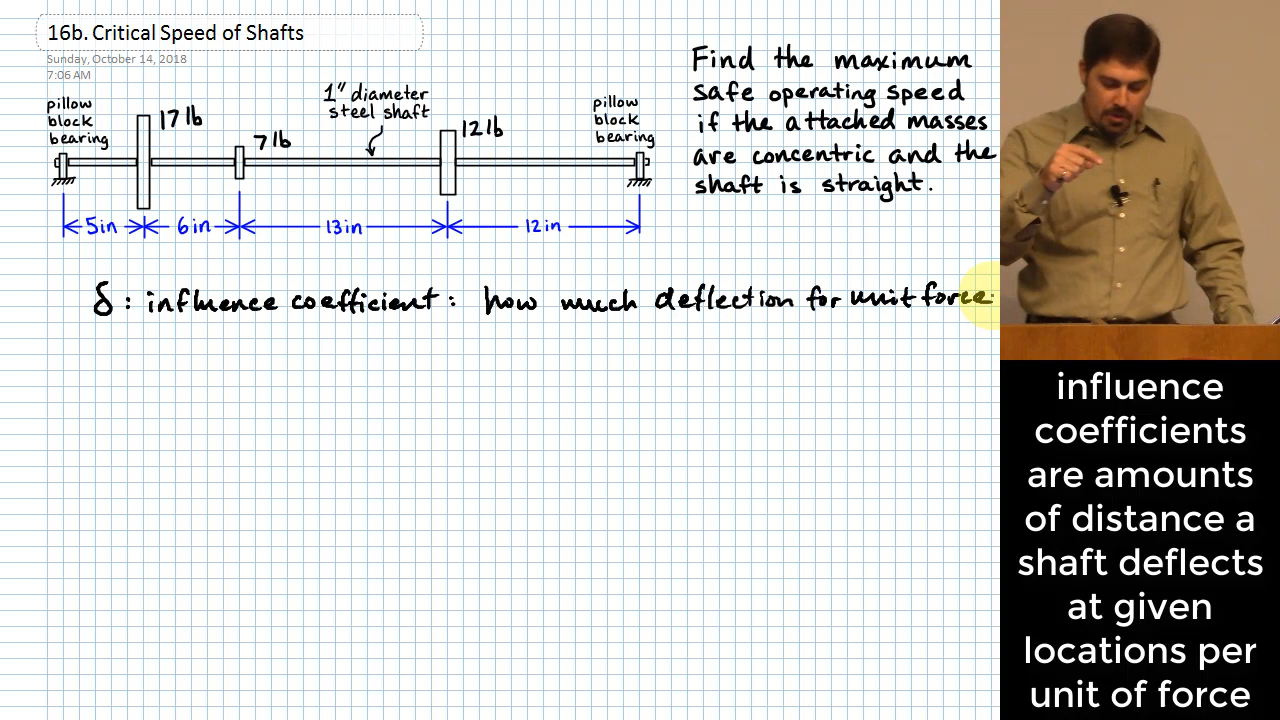 16b. Critical Speed of Shafts
Sunday, October 14, 2018
7:06 AM
pillow
block
bearing
17 lb
7 lb
1" diameter
steel shaft
12 lb
pillow
block
bearing
5 in
6 in
13 in
12 in
Find the maximum
safe operating speed
if the attached masses
are concentric and the
shaft is straight.
δ : influence coefficient : how much deflection for unit force.
influence
coefficients
are amounts
of distance a
shaft deflects
at given
locations per
unit of force